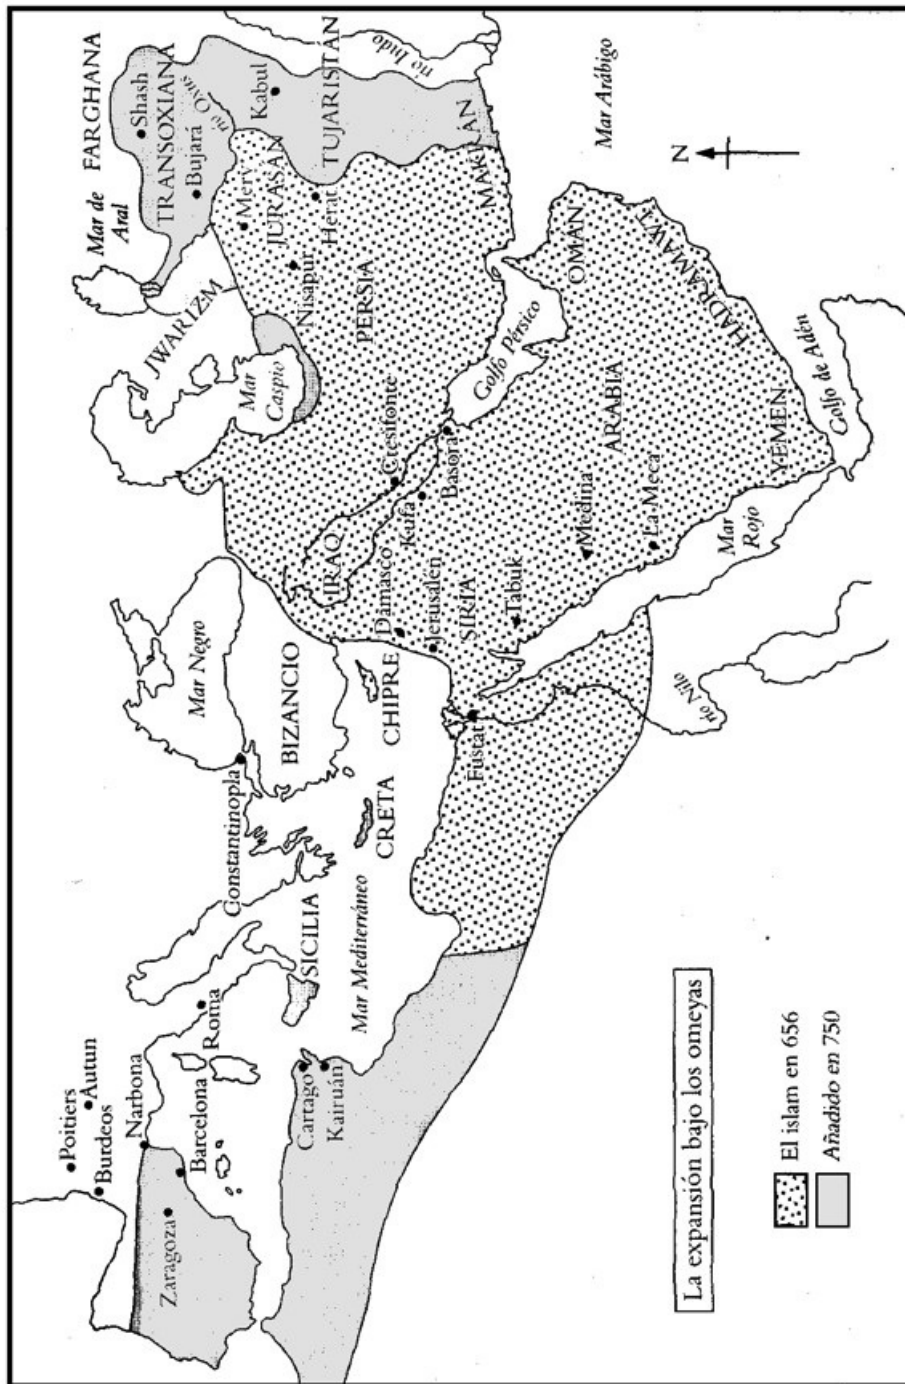 Poitiers
Autun
Burdeos
Narbona
Barcelona
Zaragoza
Roma
Constantinopla
Mar Negro
BIZANCIO
SICILIA
CRETA
CHIPRE
Mar Mediterráneo
Cartago
Kairuán
Mar Caspio
JWARIZM
Mar de Aral
FARGHANA
Shash
TRANSOXIANA
río Oxus
Bujará
Kabul
TUJARISTÁN
río Indo
Merv
JURASÁN
Herat
Nisapur
PERSIA
MAKRÁN
Mar Arábigo
IRAQ
Ctesifonte
Kufa
Basora
Golfo Pérsico
Damasco
Jerusalén
SIRIA
Tabuk
Fustat
Medina
La Meca
ARABIA
OMÁN
HADRAMAWT
YEMEN
Golfo de Adén
Mar Rojo
río Nilo
N
La expansión bajo los omeyas
El islam en 656
Añadido en 750